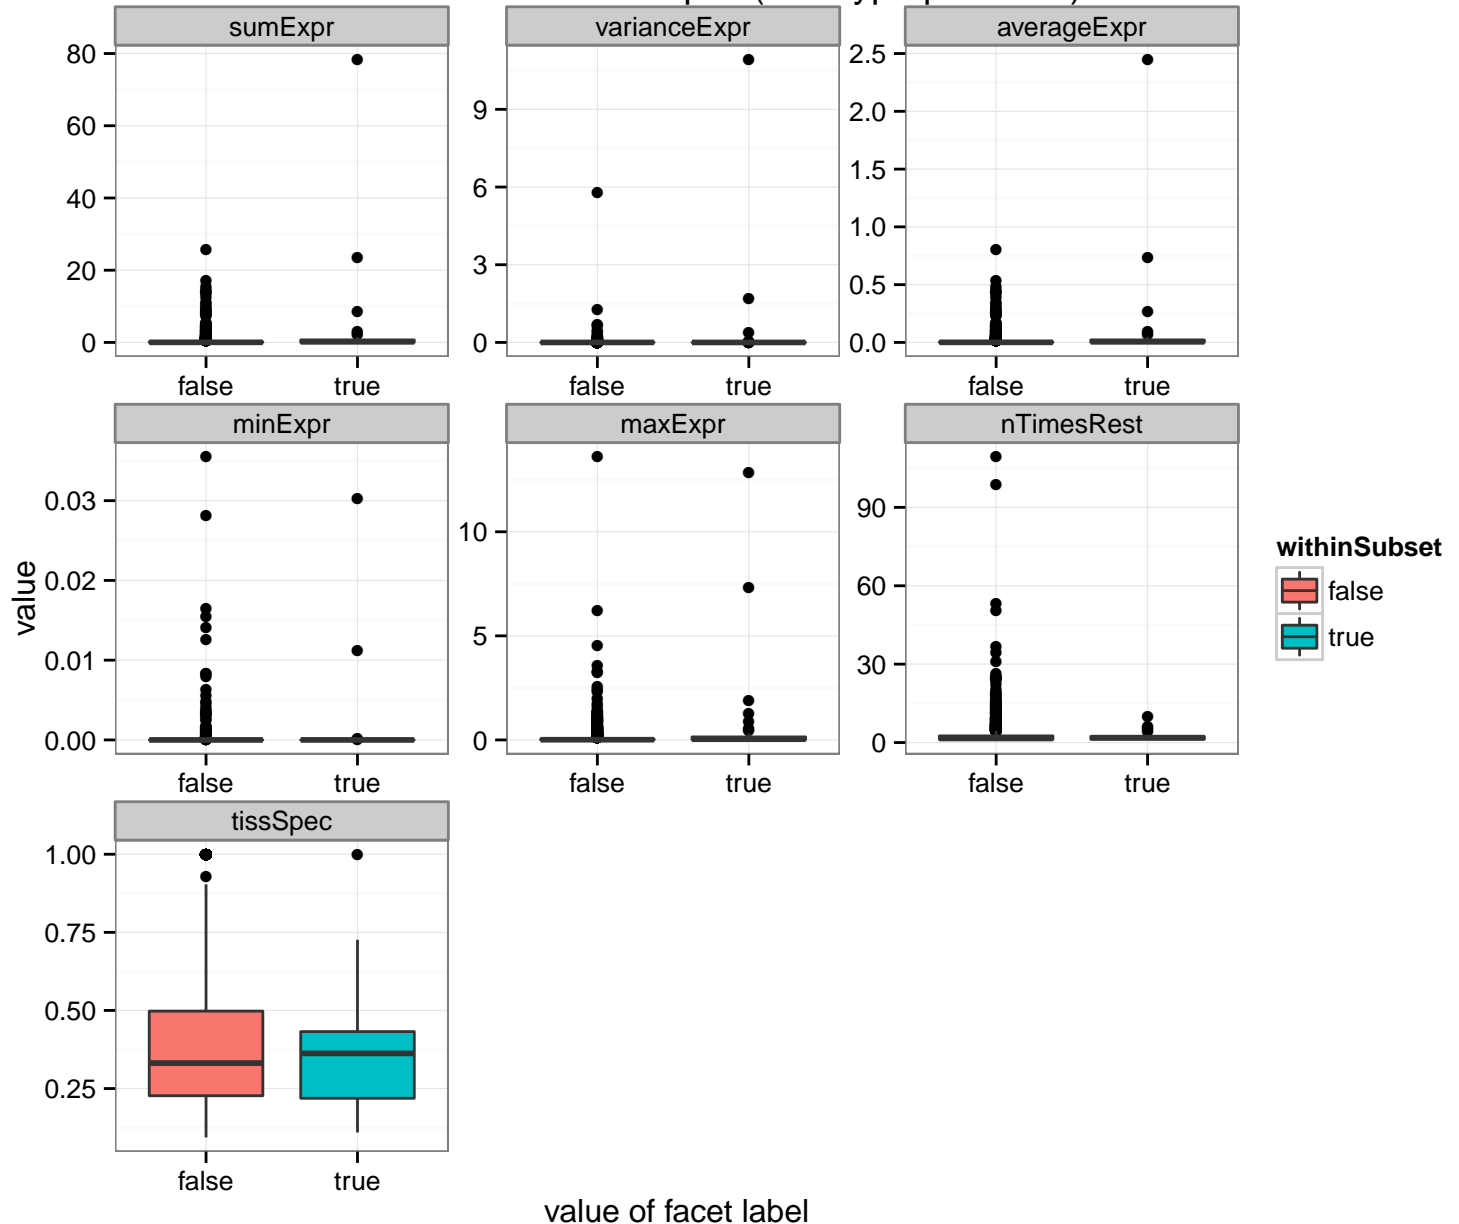 sumExpr
varianceExpr
averageExpr
80
60
40
20
0
9
6
3
0
2.5
2.0
1.5
1.0
0.5
0.0
false
true
false
true
false
true
minExpr
maxExpr
nTimesRest
value
0.03
0.02
0.01
0.00
10
5
0
90
60
30
0
false
true
false
true
false
true
withinSubset
false
true
tissSpec
1.00
0.75
0.50
0.25
false
true
value of facet label